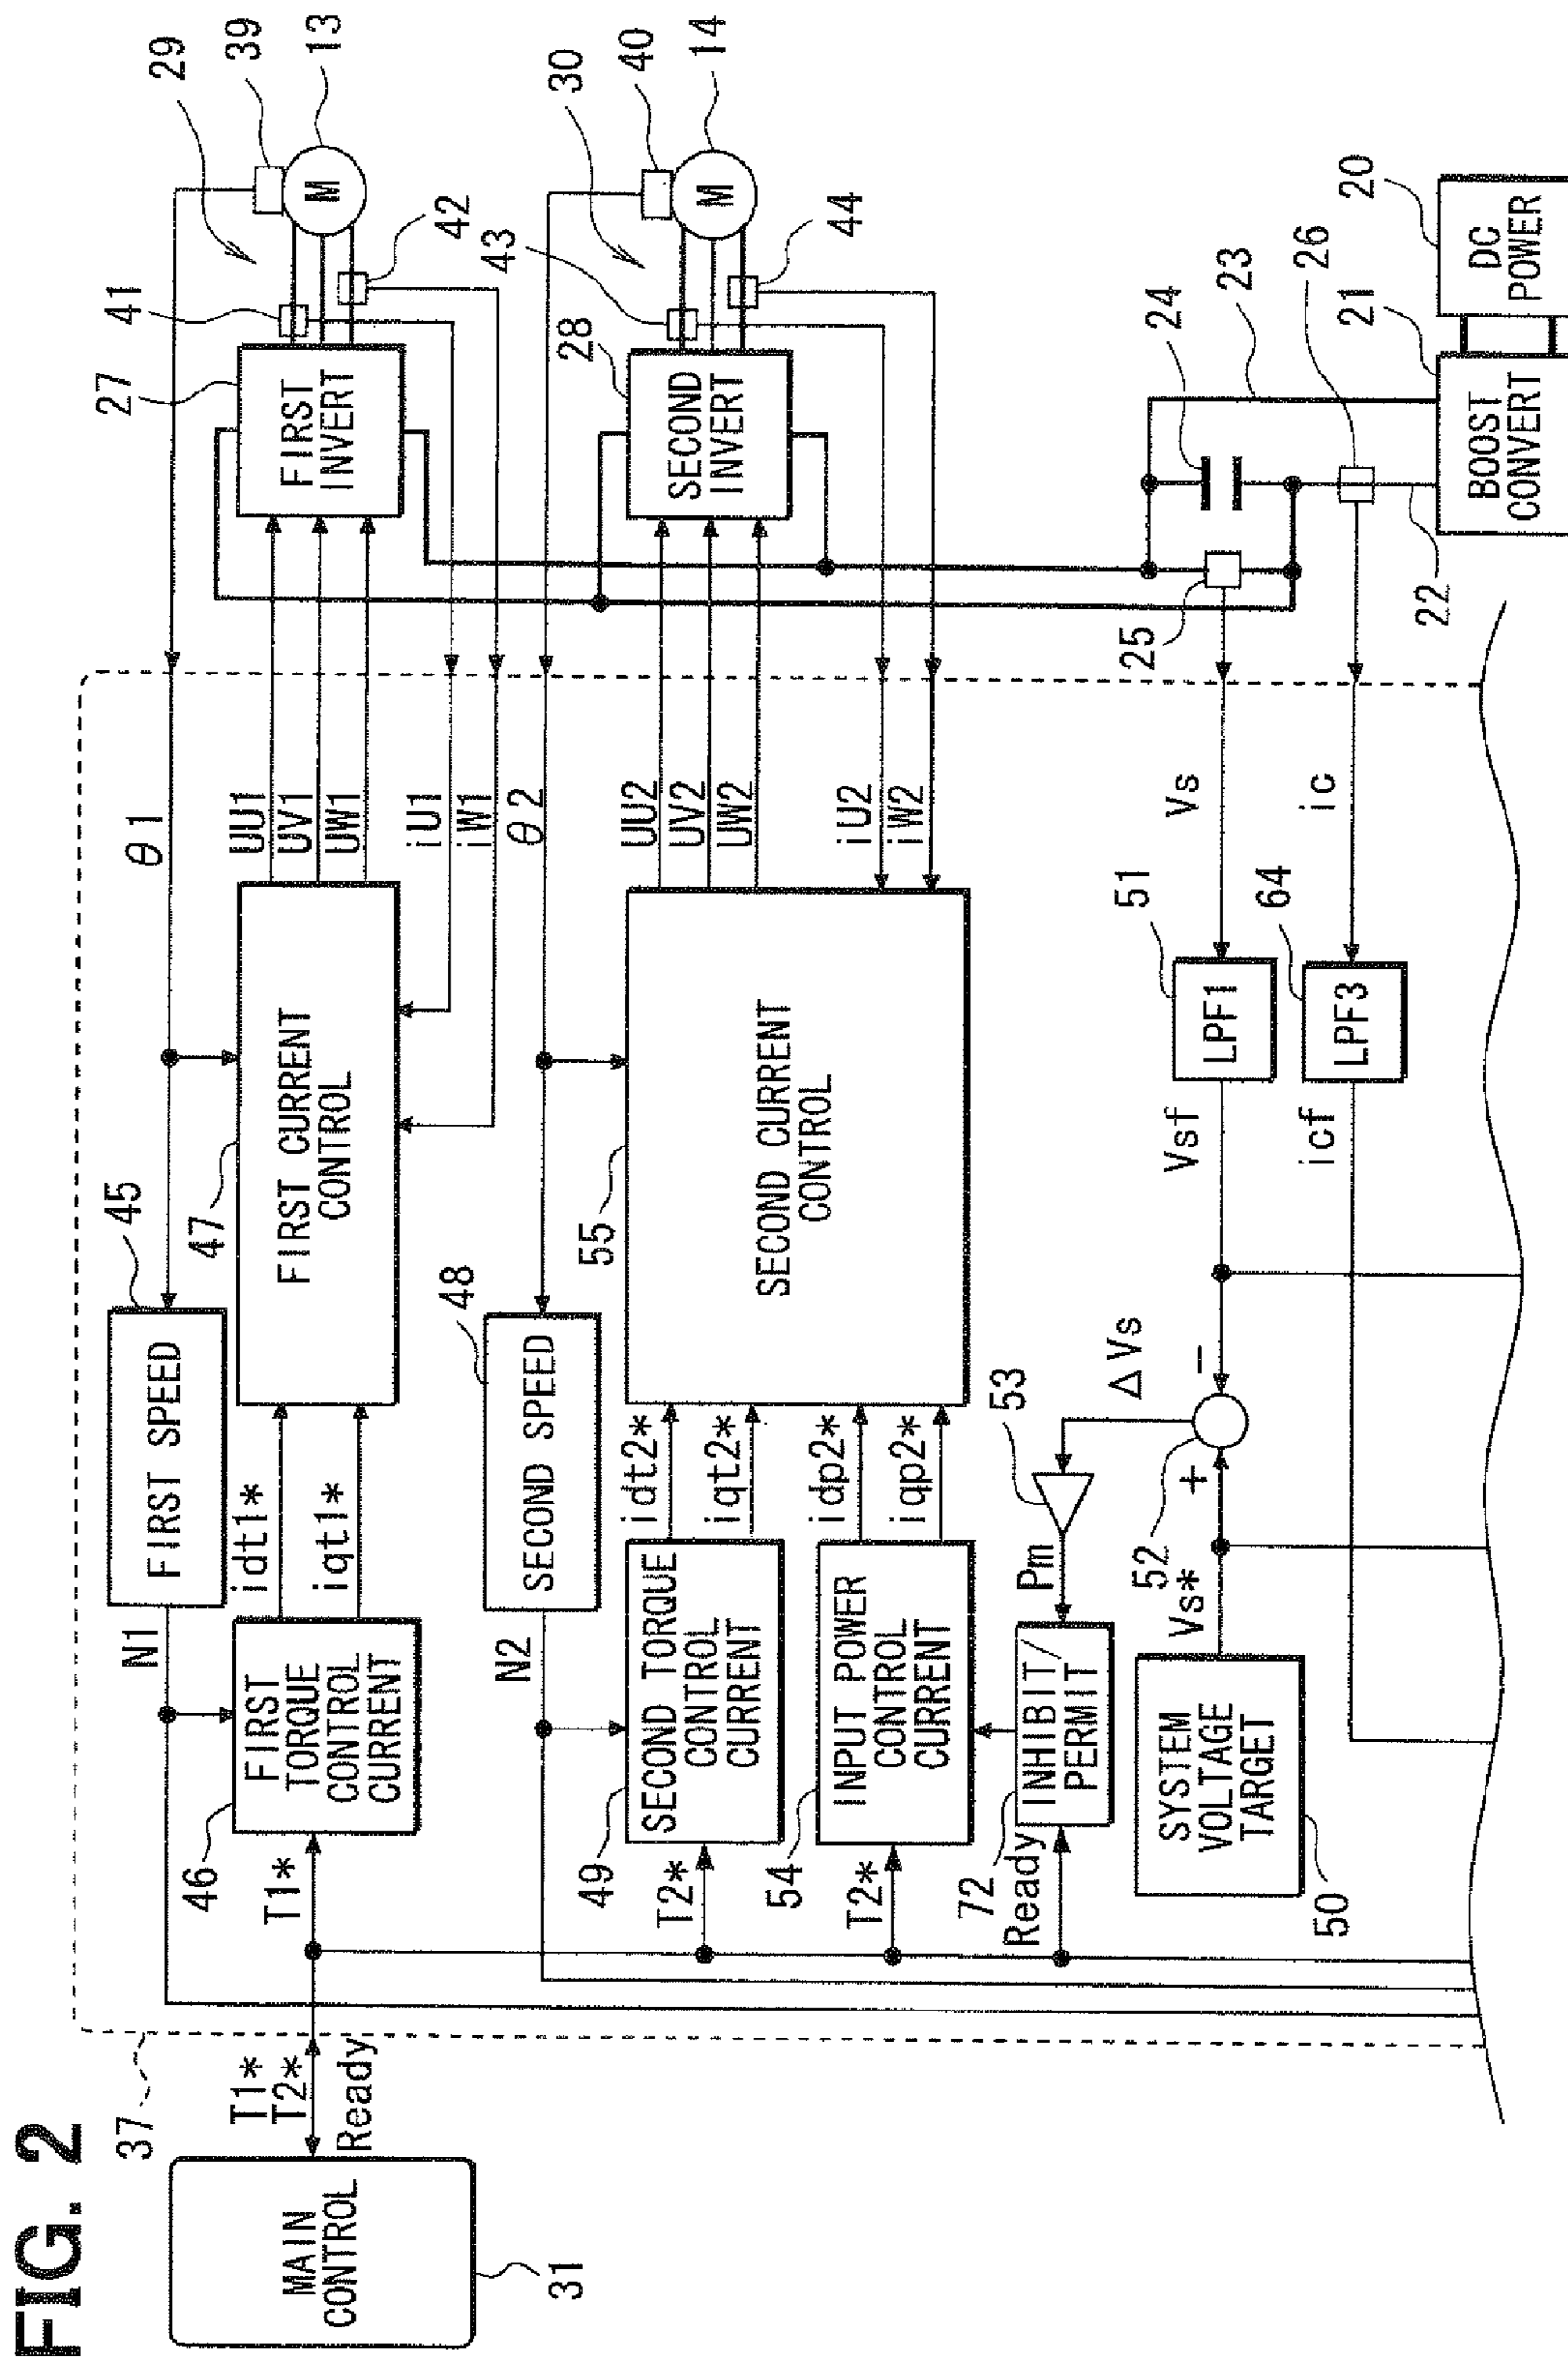 FIG. 2
37
29
39
13
27
41
42
M
θ1
45
FIRST SPEED
N1
47
FIRST CURRENT
CONTROL
UU1
UV1
UW1
iU1
iW1
FIRST
INVERT
46
FIRST
TORQUE
CONTROL
CURRENT
idt1*
iqt1*
T1*
MAIN
CONTROL
31
T1*
T2*
Ready
30
40
14
43
44
28
M
θ2
48
SECOND SPEED
N2
55
SECOND CURRENT
CONTROL
UU2
UV2
UW2
iU2
iW2
SECOND
INVERT
49
SECOND TORQUE
CONTROL
CURRENT
T2*
idt2*
iqt2*
54
INPUT POWER
CONTROL
CURRENT
T2*
idp2*
iqp2*
72
INHIBIT/
PERMIT
Ready
Pm
53
ΔVs
52
+
-
Vs*
SYSTEM
VOLTAGE
TARGET
50
Vsf
51
LPF1
Vs
25
24
23
icf
64
LPF3
ic
26
22
21
BOOST
CONVERT
20
DC
POWER